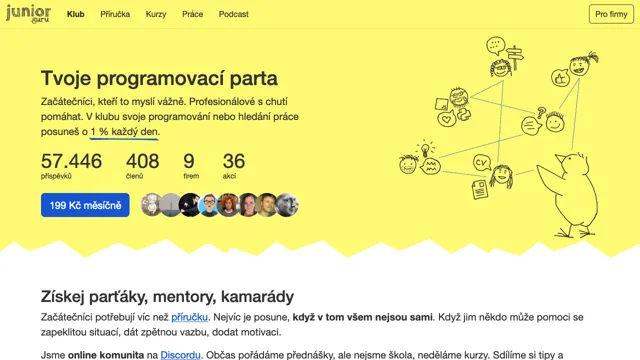 junior
.guru
Klub
Příručka
Kurzy
Práce
Podcast
Pro firmy
Tvoje programovací parta
Začátečníci, kteří to myslí vážně. Profesionálové s chutí
pomáhat. V klubu svoje programování nebo hledání práce
posuneš o 1 % každý den.
57.446
408
9
36
příspěvků
členů
firem
akcí
199 Kč měsíčně
CV
Získej parťáky, mentory, kamarády
Začátečníci potřebují víc než příručku. Nejvíc je posune, když v tom všem nejsou sami. Když jim někdo může pomoci se
zapeklitou situací, dát zpětnou vazbu, dodat motivaci.
Jsme online komunita na Discordu. Občas pořádáme přednášky, ale nejsme škola, neděláme kurzy. Sdílíme si tipy a